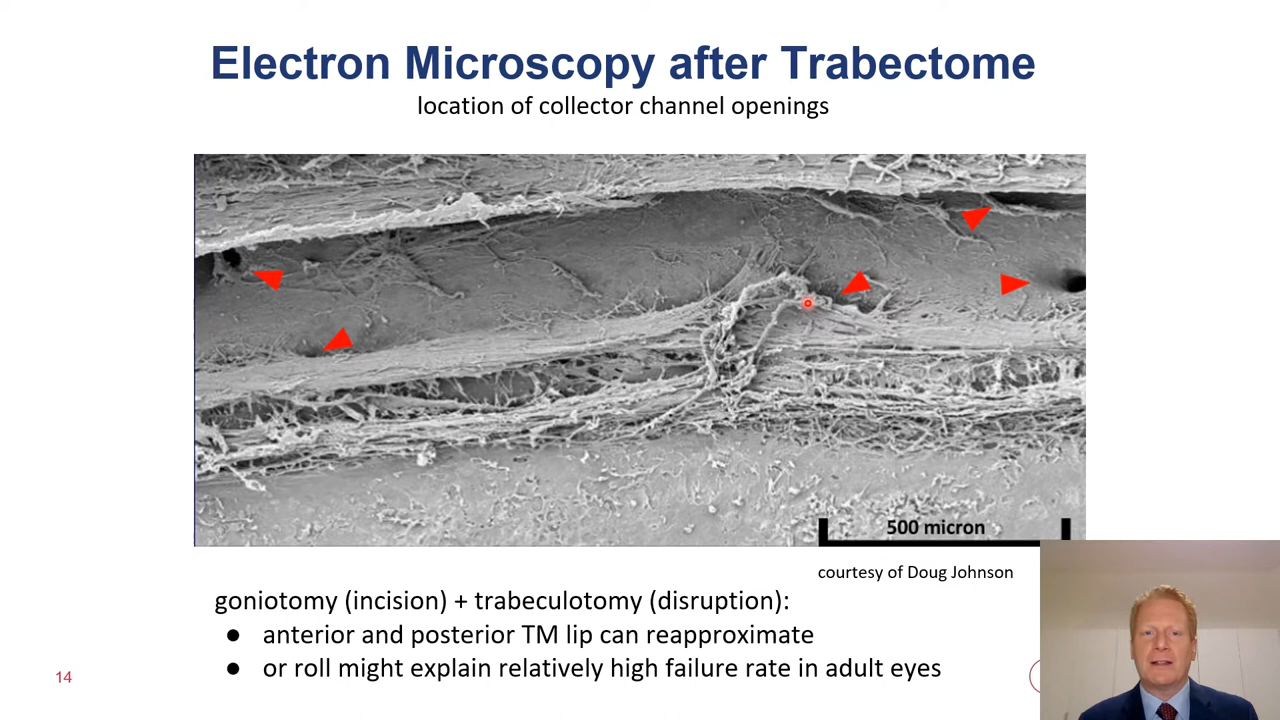 Electron Microscopy after Trabectome
location of collector channel openings
500 micron
courtesy of Doug Johnson
goniotomy (incision) + trabeculotomy (disruption):
● anterior and posterior TM lip can reapproximate
● or roll might explain relatively high failure rate in adult eyes
14